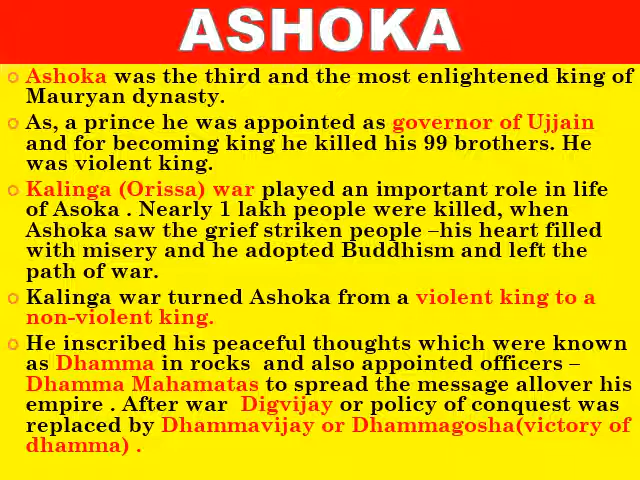 ASHOKA
Ashoka was the third and the most enlightened king of
Mauryan dynasty.
As, a prince he was appointed as governor of Ujjain
and for becoming king he killed his 99 brothers. He
was violent king.
Kalinga (Orissa) war played an important role in life
of Asoka . Nearly 1 lakh people were killed, when
Ashoka saw the grief striken people –his heart filled
with misery and he adopted Buddhism and left the
path of war.
Kalinga war turned Ashoka from a violent king to a
non-violent king.
He inscribed his peaceful thoughts which were known
as Dhamma in rocks  and also appointed officers –
Dhamma Mahamatas to spread the message allover his
empire . After war  Digvijay or policy of conquest was
replaced by Dhammavijay or Dhammagosha(victory of
dhamma) .